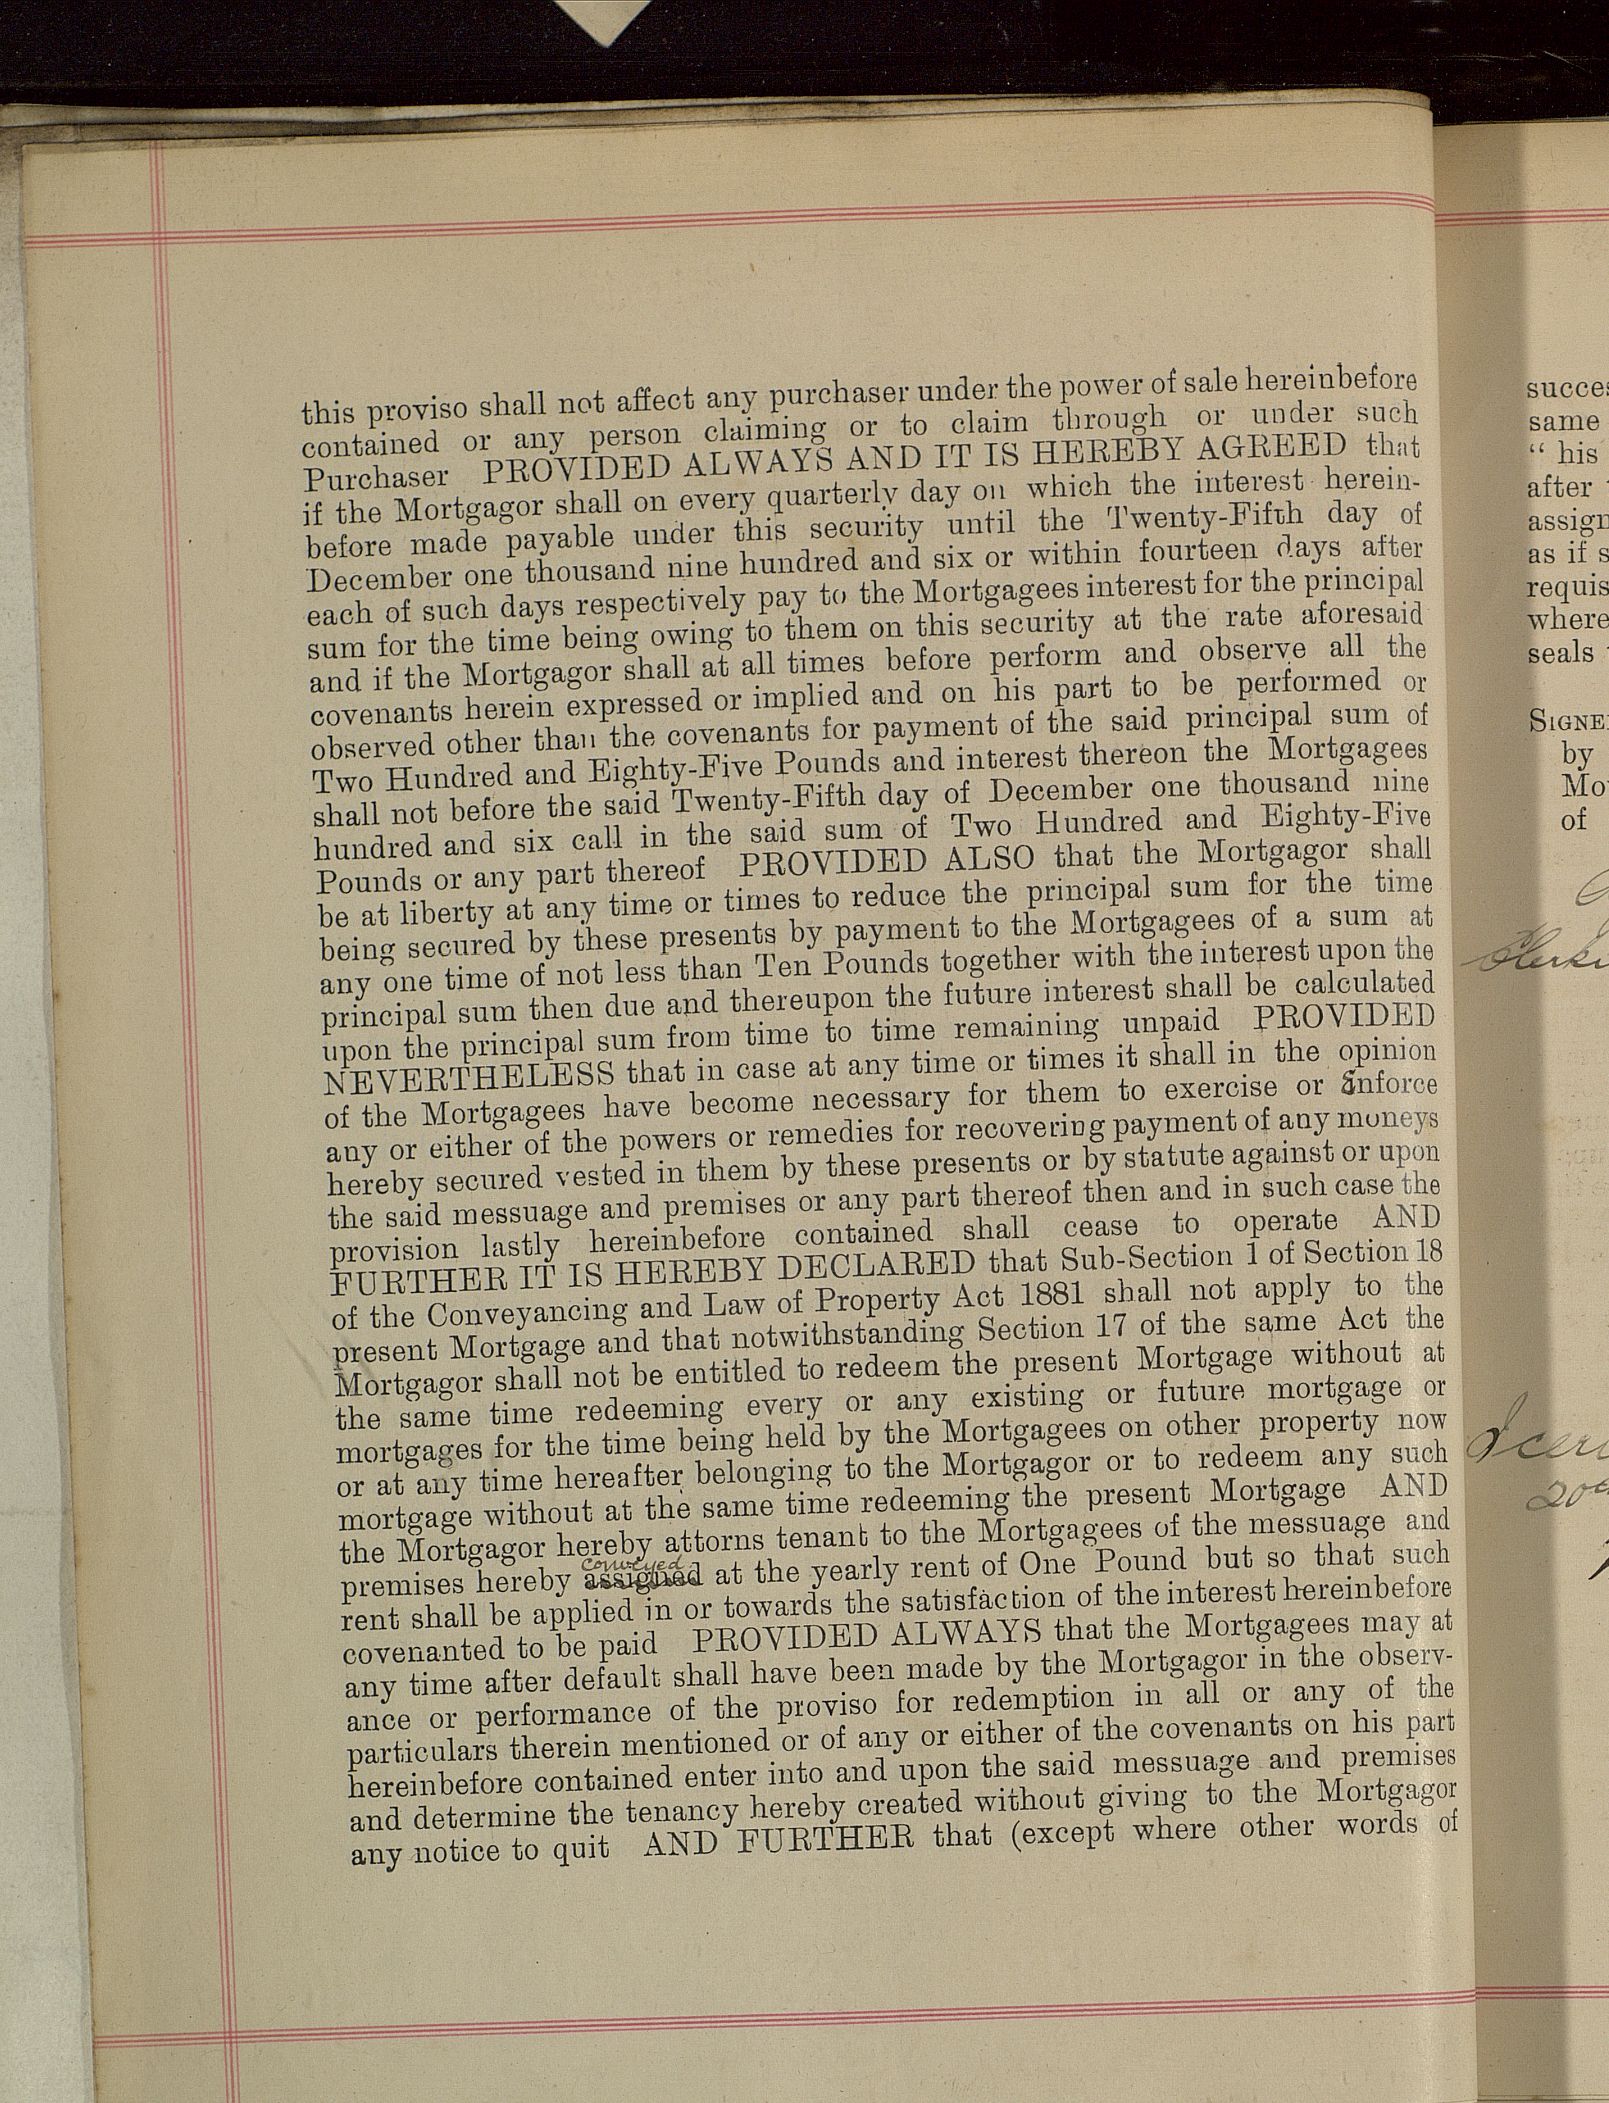 this proviso shall not affect any purchaser under the power of sale hereinbefore
contained or any person claiming or to claim through or under such
Purchaser PROVIDED ALWAYS AND IT IS HEREBY AGREED that
if the Mortgagor shall on every quarterly day on which the interest herein-
before made payable under this security until the Twenty-Fifth day of
December one thousand nine hundred and six or within fourteen days after
each of such days respectively pay to the Mortgagees interest for the principal
sum for the time being owing to them on this security at the rate aforesaid
and if the Mortgagor shall at all times before perform and observe all the
covenants herein expressed or implied and on his part to be performed or
observed other than the covenants for payment of the said principal sum of
Two Hundred and Eighty-Five Pounds and interest thereon the Mortgagees
shall not before the said Twenty-Fifth day of December one thousand nine
hundred and six call in the said sum of Two Hundred and Eighty-Five
Pounds or any part thereof PROVIDED ALSO that the Mortgagor shall
be at liberty at any time or times to reduce the principal sum for the time
being secured by these presents by payment to the Mortgagees of a sum at
any one time of not less than Ten Pounds together with the interest upon the
principal sum then due and thereupon the future interest shall be calculated
upon the principal sum from time to time remaining unpaid PROVIDED
NEVERTHELESS that in case at any time or times it shall in the opinion
of the Mortgagees have become necessary for them to exercise or enforce
any or either of the powers or remedies for recovering payment of any moneys
hereby secured vested in them by these presents or by statute against or upon
the said messuage and premises or any part thereof then and in such case the
provision lastly hereinbefore contained shall cease to operate AND
FURTHER IT IS HEREBY DECLARED that Sub-Section 1 of Section 18
of the Conveyancing and Law of Property Act 1881 shall not apply to the
present Mortgage and that notwithstanding Section 17 of the same Act the
Mortgagor shall not be entitled to redeem the present Mortgage without at
the same time redeeming every or any existing or future mortgage or
mortgages for the time being held by the Mortgagees on other property now
or at any time hereafter belonging to the Mortgagor or to redeem any such
mortgage without at the same time redeeming the present Mortgage AND
the Mortgagor hereby attorns tenant to the Mortgagees of the messuage and
conveyed
premises hereby assigned at the yearly rent of One Pound but so that such
rent shall be applied in or towards the satisfaction of the interest hereinbefore
covenanted to be paid PROVIDED ALWAYS that the Mortgagees may at
any time after default shall have been made by the Mortgagor in the observ-
ance or performance of the proviso for redemption in all or any of the
particulars therein mentioned or of any or either of the covenants on his part
hereinbefore contained enter into and upon the said messuage and premises
and determine the tenancy hereby created without giving to the Mortgagor
any notice to quit AND FURTHER that (except where other words of
same
" his
after
as if
where
seals
by
of